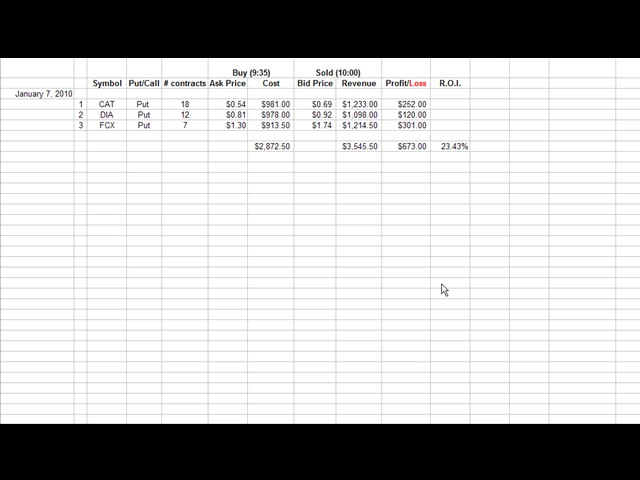 Buy (9:35) Sold (10:00)
Symbol Put/Call # contracts Ask Price Cost Bid Price Revenue Profit/Loss R.O.I.
January 7, 2010
1 CAT Put 18 $0.54 $981.00 $0.69 $1,233.00 $252.00
2 DIA Put 12 $0.81 $978.00 $0.92 $1,098.00 $120.00
3 FCX Put 7 $1.30 $913.50 $1.74 $1,214.50 $301.00
$2,872.50 $3,545.50 $673.00 23.43%